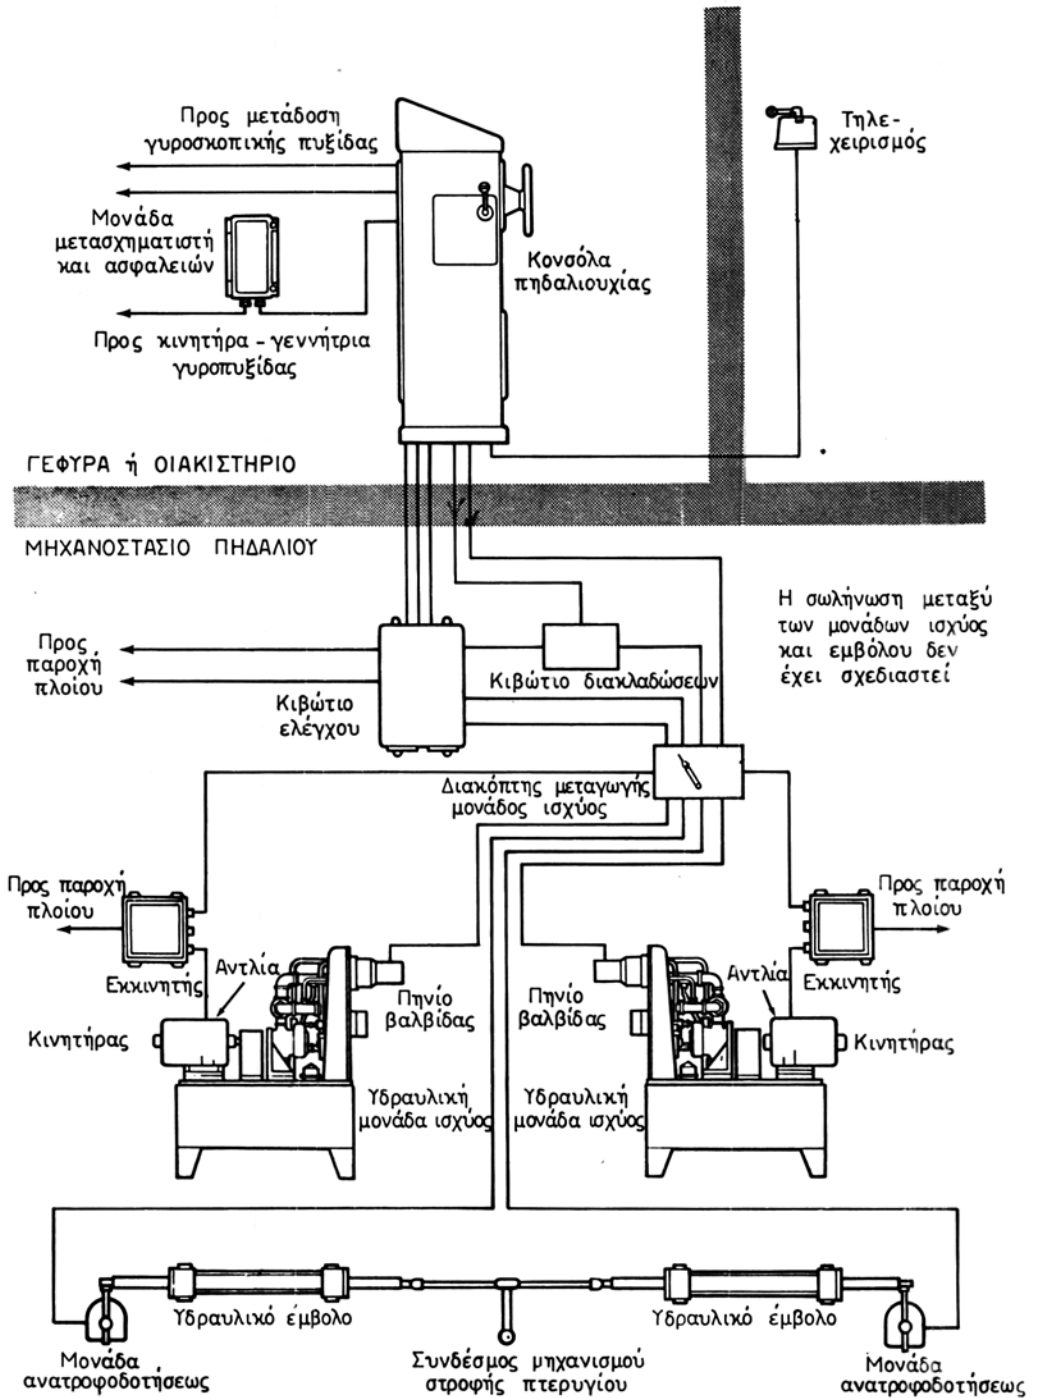 Προς μετάδοση
γυροσκοπικής πυξίδας
Τηλε-
χειρισμός
Μονάδα
μετασχηματιστή
και ασφαλειών
Κονσόλα
πηδαλιουχίας
Προς κινητήρα - γεννήτρια
γυροπυξίδας
ΓΕΦΥΡΑ ή ΟΙΑΚΙΣΤΗΡΙΟ
ΜΗΧΑΝΟΣΤΑΣΙΟ ΠΗΔΑΛΙΟΥ
Η σωλήνωση μεταξύ
των μονάδων ισχύος
και εμβόλου δεν
έχει σχεδιαστεί
Προς
παροχή
πλοίου
Κιβώτιο διακλαδώσεων
Κιβώτιο
ελέγχου
Διακόπτης μεταγωγής
μονάδος ισχύος
Προς παροχή
πλοίου
Προς παροχή
πλοίου
Εκκινητής
Αντλία
Πηνίο
βαλβίδας
Πηνίο
βαλβίδας
Αντλία
Εκκινητής
Κινητήρας
Κινητήρας
Υδραυλική
μονάδα ισχύος
Υδραυλική
μονάδα ισχύος
Υδραυλικό έμβολο
Υδραυλικό έμβολο
Μονάδα
ανατροφοδοτήσεως
Συνδέσμος μηχανισμού
στροφής πτερυγίου
Μονάδα
ανατροφοδοτήσεως